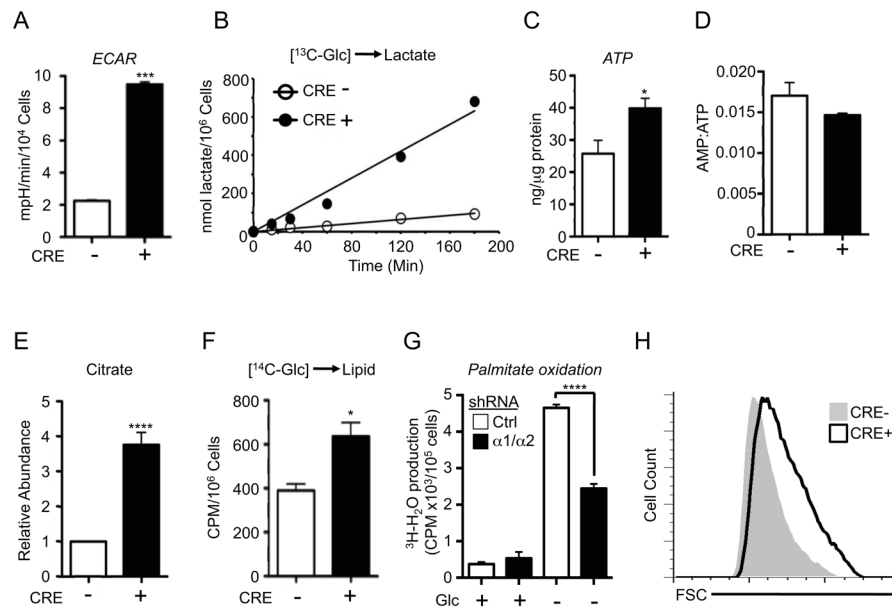 A
ECAR
mpH/min/10⁴ Cells
10
8
6
4
2
0
***
CRE - +
B
[¹³C-Glc] → Lactate
nmol lactate/10⁶ Cells
800
600
400
200
0
CRE -
CRE +
0 40 80 120 160 200
Time (Min)
C
ATP
ng/µg protein
50
40
30
20
10
0
*
CRE - +
D
AMP:ATP
0.020
0.015
0.010
0.005
0.000
CRE - +
E
Citrate
Relative Abundance
5
4
3
2
1
0
****
CRE - +
F
[¹⁴C-Glc] → Lipid
CPM/10⁶ Cells
800
600
400
200
0
*
CRE - +
G
Palmitate oxidation
³H-H₂O production
(CPM x10³/10⁵ cells)
5
4
3
2
1
0
shRNA
Ctrl
α1/α2
****
Glc + + - -
H
Cell Count
CRE-
CRE+
FSC